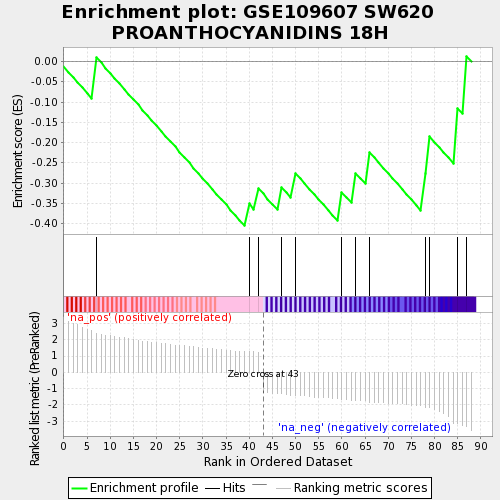 Enrichment plot: GSE109607 SW620
PROANTHOCYANIDINS 18H
Enrichment score (ES)
0.00
-0.05
-0.10
-0.15
-0.20
-0.25
-0.30
-0.35
-0.40
'na_pos' (positively correlated)
Ranked list metric (PreRanked)
3
2
1
0
-1
-2
-3
Zero cross at 43
'na_neg' (negatively correlated)
0 5 10 15 20 25 30 35 40 45 50 55 60 65 70 75 80 85 90
Rank in Ordered Dataset
Enrichment profile Hits Ranking metric scores